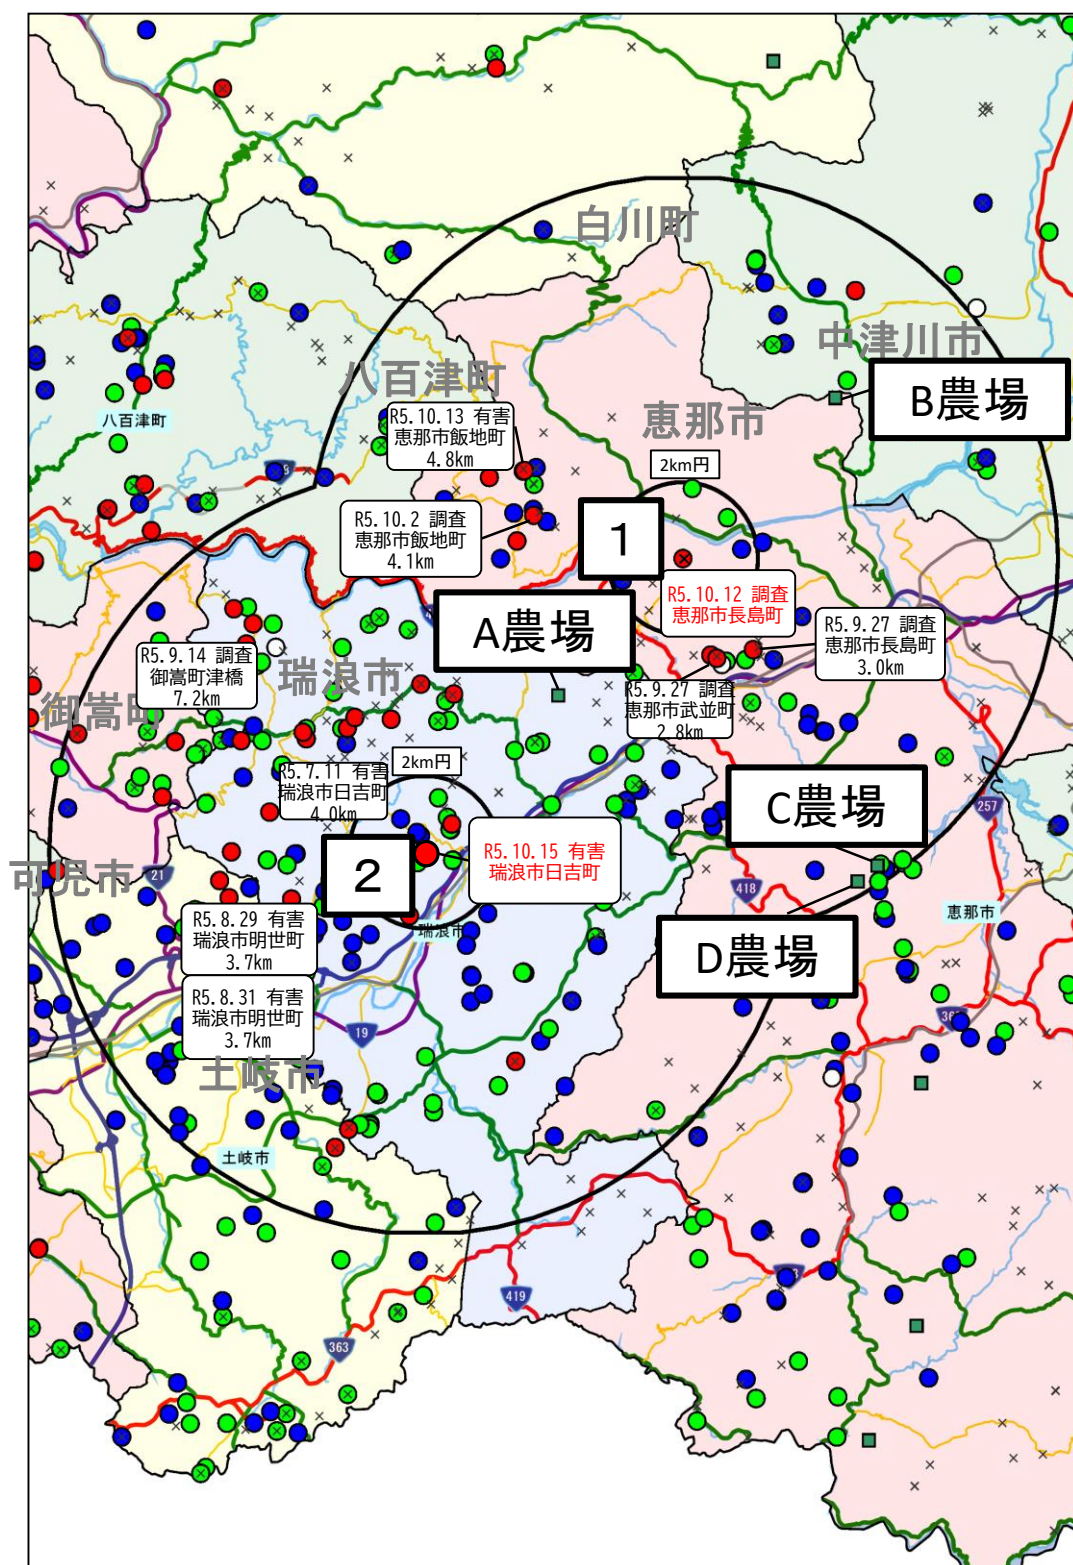 白川町
中津川市
八百津町
八百津町
B農場
恵那市
R5.10.13 有害
恵那市飯地町
4.8km
2km円
1
R5.10.2 調査
恵那市飯地町
4.1km
R5.10.12 調査
恵那市長島町
A農場
R5.9.27 調査
恵那市長島町
3.0km
R5.9.14 調査
御嵩町津橋
7.2km
瑞浪市
御嵩町
R5.9.27 調査
恵那市武並町
2.8km
2km円
R5.7.11 有害
瑞浪市日吉町
4.0km
C農場
257
R5.10.15 有害
瑞浪市日吉町
2
可児市
21
418
恵那市
R5.8.29 有害
瑞浪市明世町
3.7km
瑞浪市
D農場
R5.8.31 有害
瑞浪市明世町
3.7km
19
土岐市
土岐市
419
363